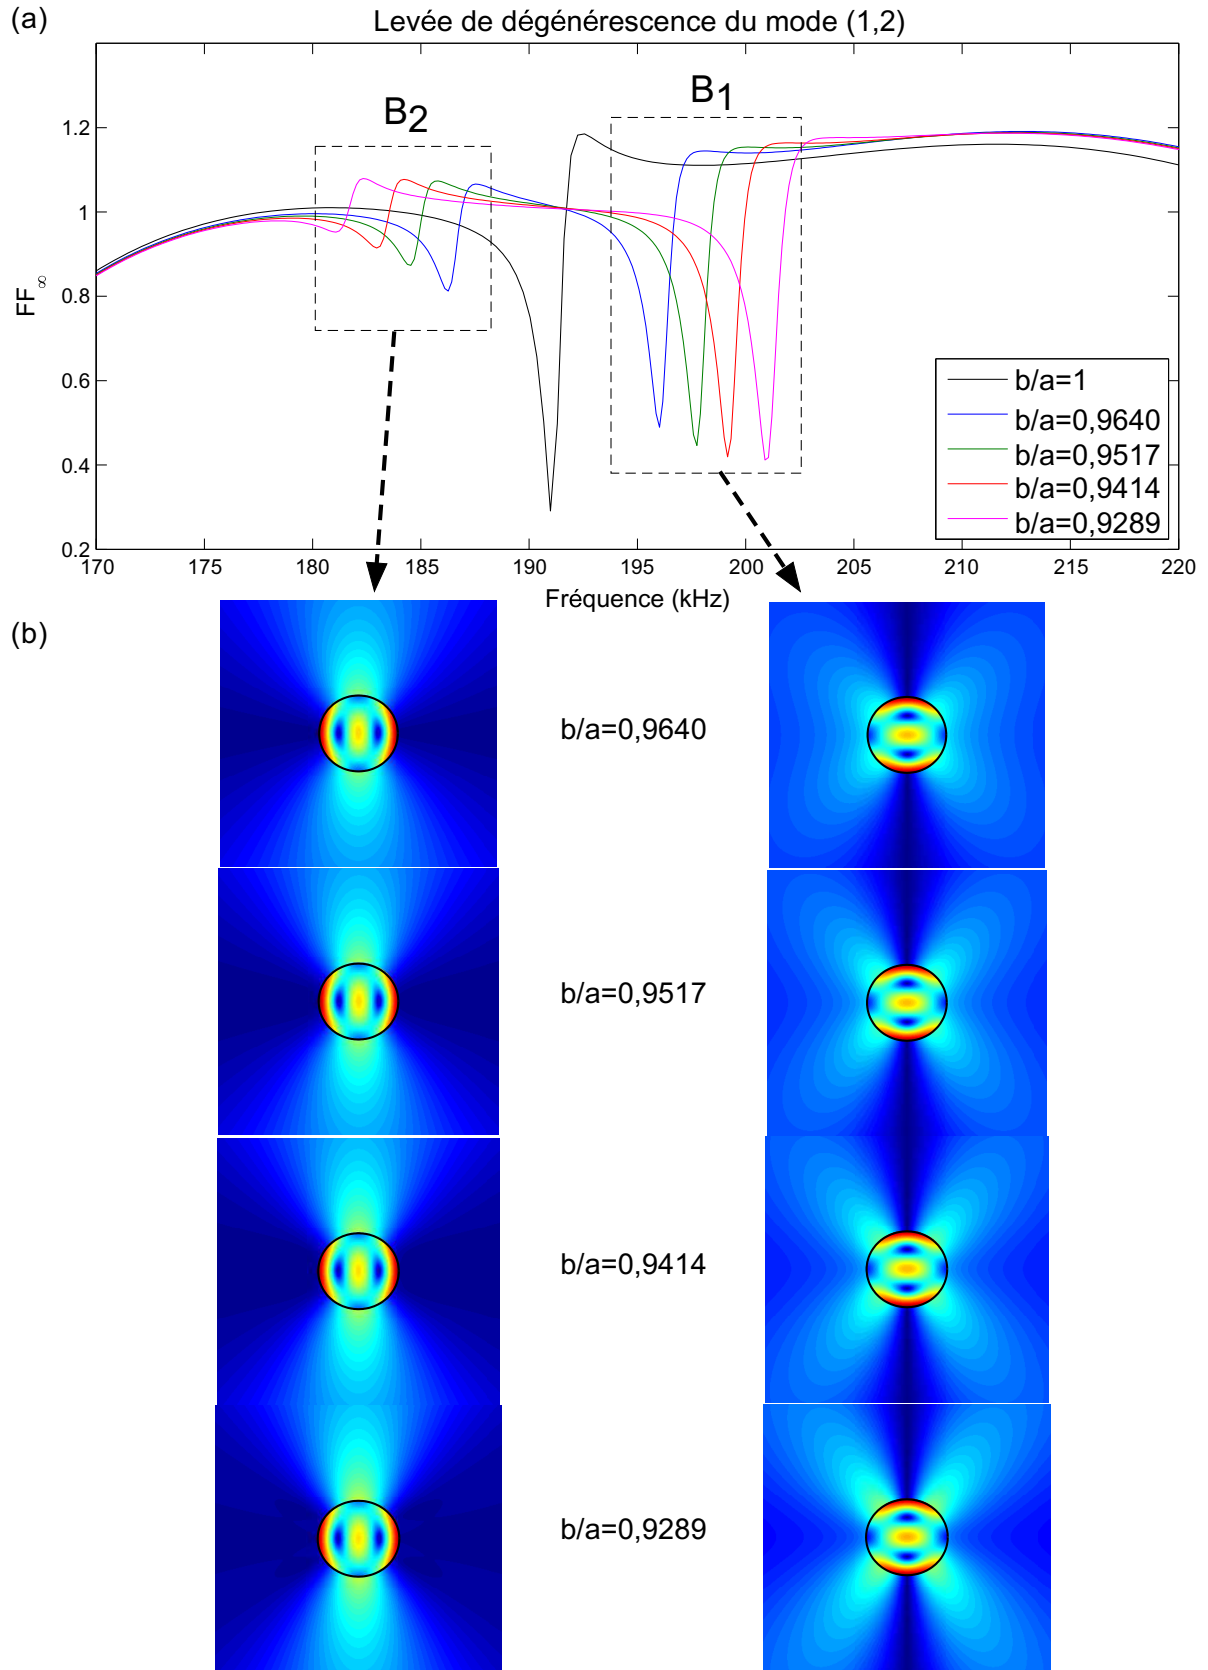 (a)
Levée de dégénérescence du mode (1,2)
B2
B1
FF∞
1.2
1
0.8
0.6
0.4
0.2
b/a=1
b/a=0,9640
b/a=0,9517
b/a=0,9414
b/a=0,9289
170 175 180 185 190 195 200 205 210 215 220
Fréquence (kHz)
(b)
b/a=0,9640
b/a=0,9517
b/a=0,9414
b/a=0,9289